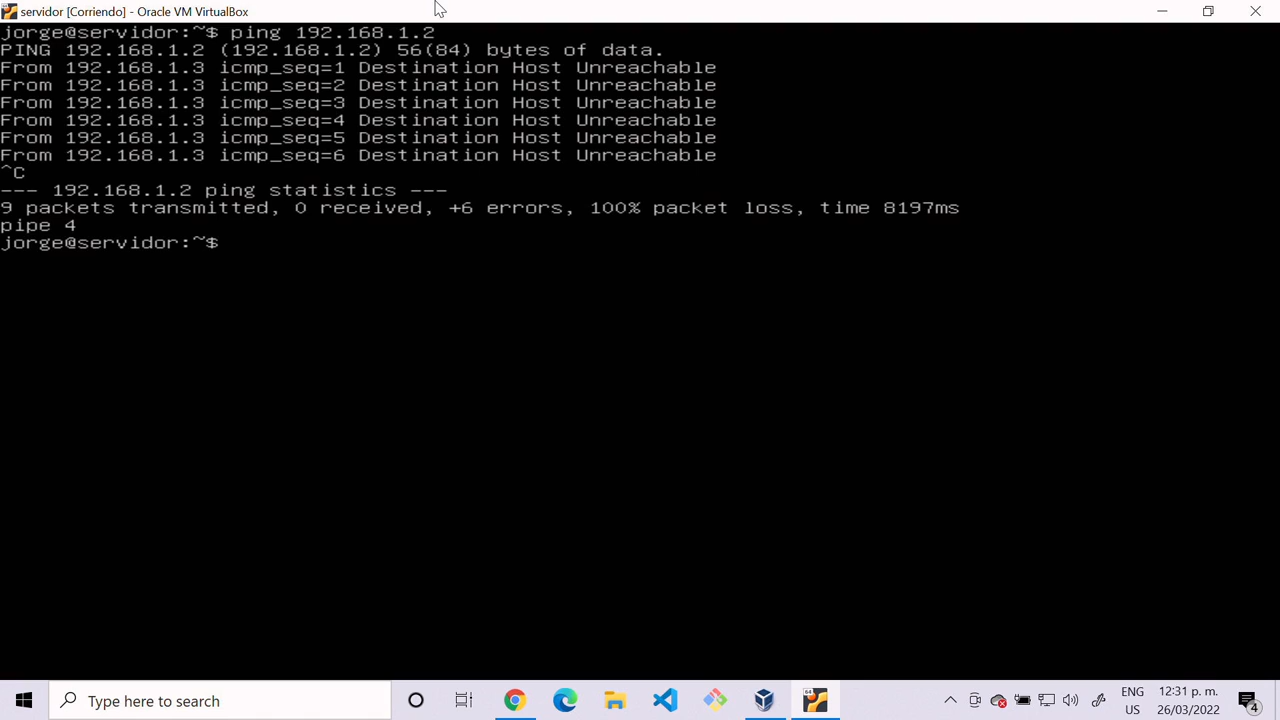 servidor [Corriendo] - Oracle VM VirtualBox
jorge@servidor:~$ ping 192.168.1.2
PING 192.168.1.2 (192.168.1.2) 56(84) bytes of data.
From 192.168.1.3 icmp_seq=1 Destination Host Unreachable
From 192.168.1.3 icmp_seq=2 Destination Host Unreachable
From 192.168.1.3 icmp_seq=3 Destination Host Unreachable
From 192.168.1.3 icmp_seq=4 Destination Host Unreachable
From 192.168.1.3 icmp_seq=5 Destination Host Unreachable
From 192.168.1.3 icmp_seq=6 Destination Host Unreachable
^C
--- 192.168.1.2 ping statistics ---
9 packets transmitted, 0 received, +6 errors, 100% packet loss, time 8197ms
pipe 4
jorge@servidor:~$
Type here to search
ENG
US
12:31 p. m.
26/03/2022
4